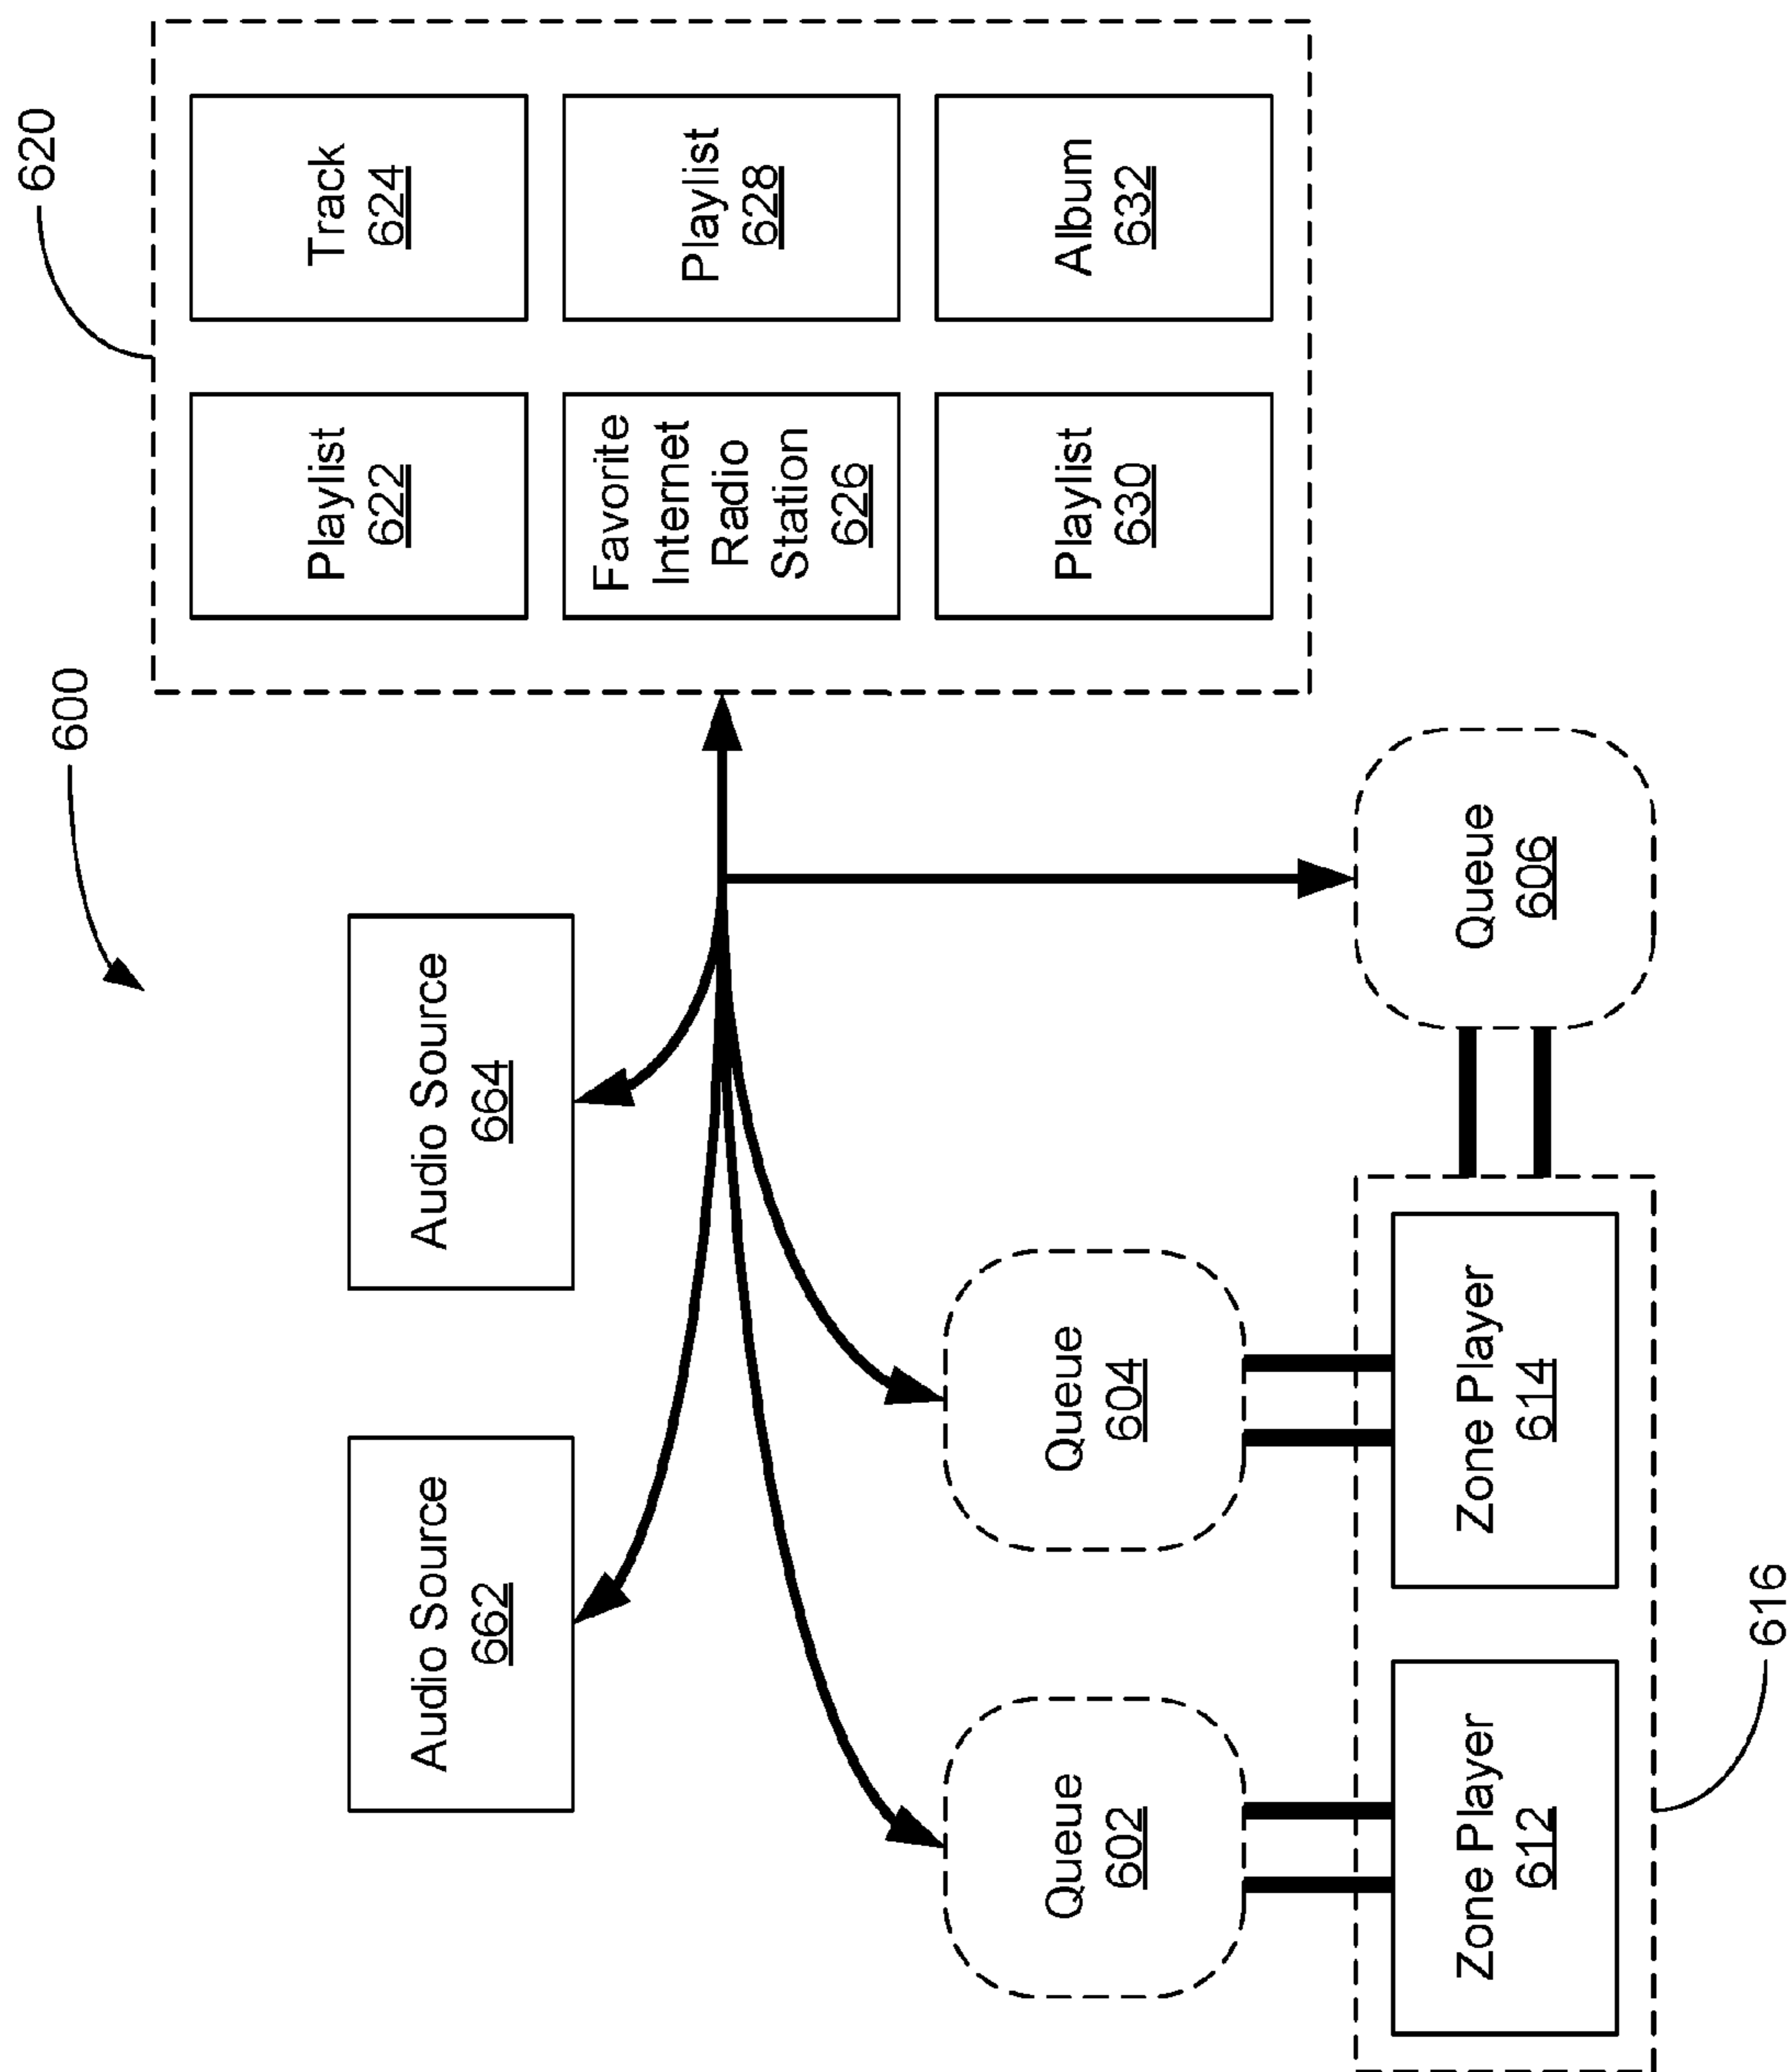 600
620
Audio Source
662
Audio Source
664
Playlist
622
Track
624
Favorite
Internet
Radio
Station
626
Playlist
628
Playlist
630
Album
632
Queue
602
Queue
604
Queue
606
Zone Player
612
Zone Player
614
616